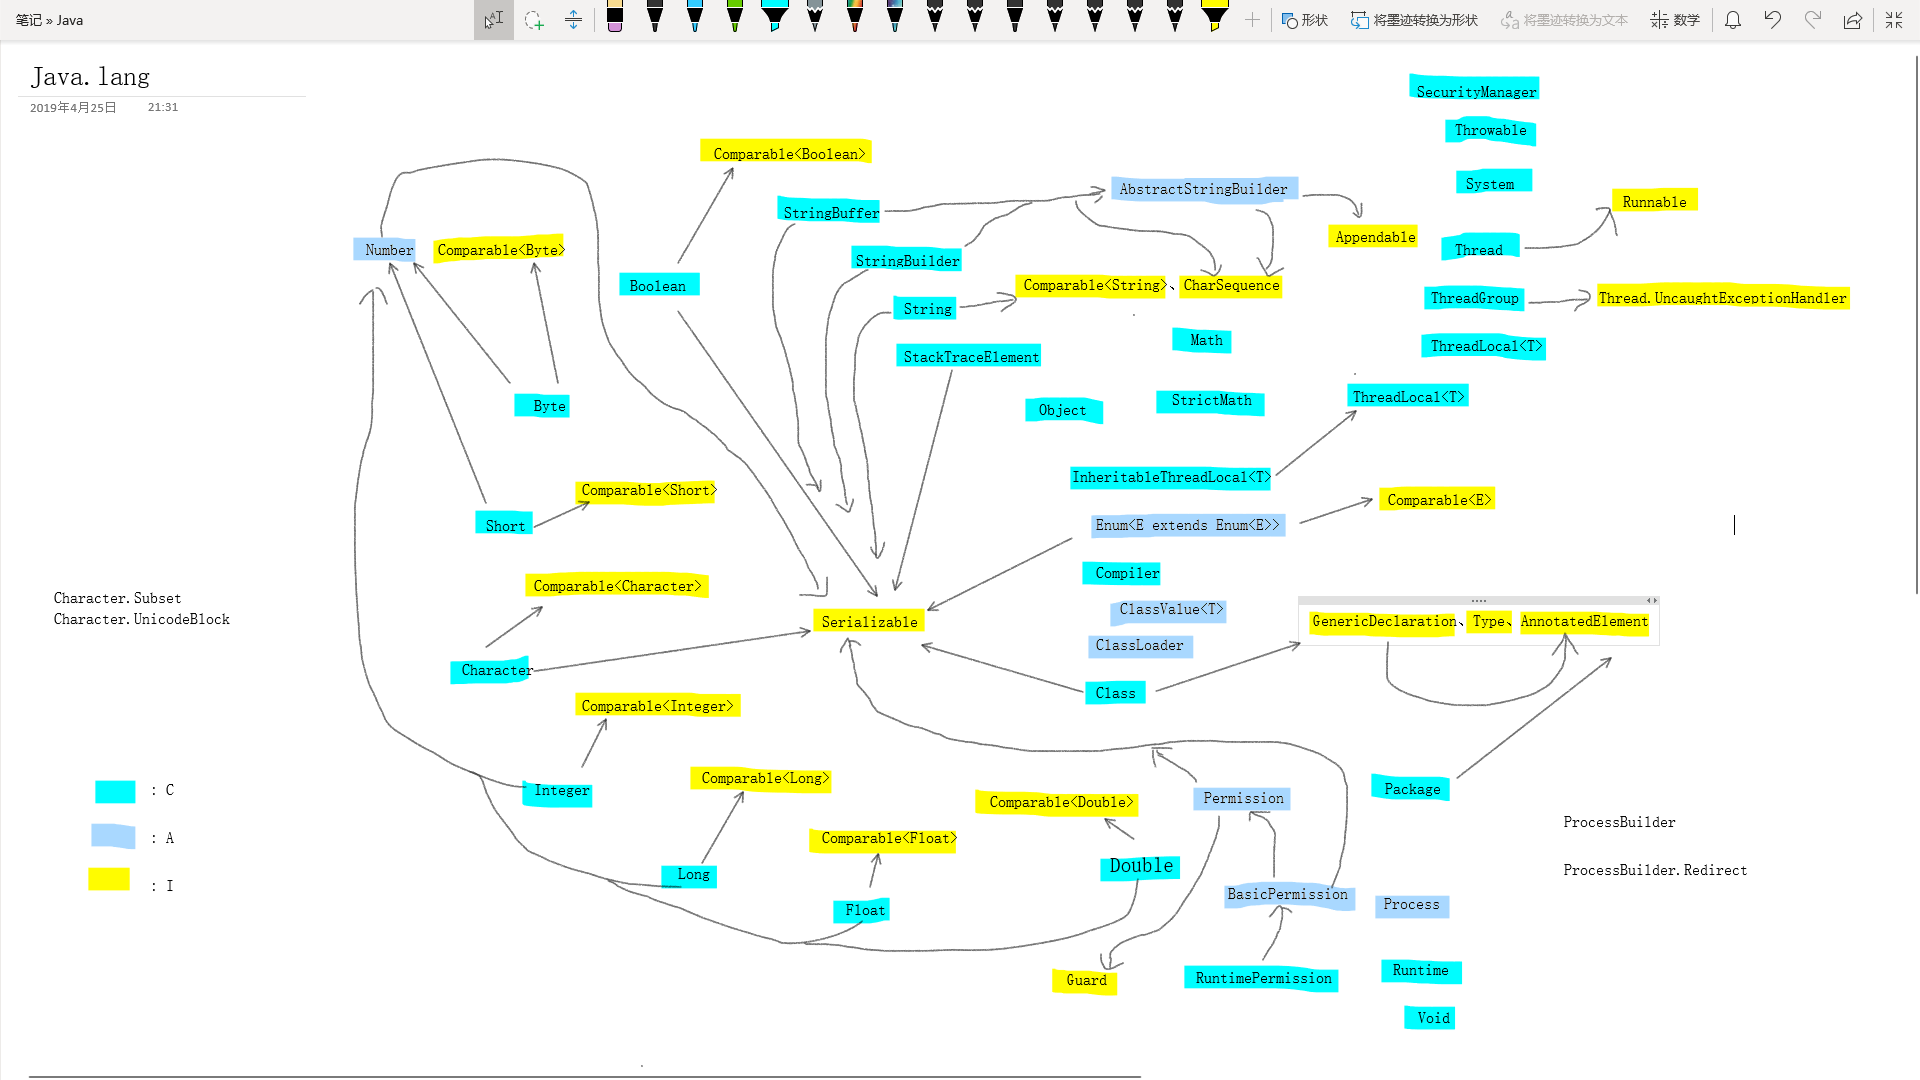 笔记 » Java
形状
将墨迹转换为形状
将墨迹转换为文本
数学
Java.lang
2019年4月25日 21:31
SecurityManager
Throwable
Comparable<Boolean>
System
AbstractStringBuilder
Runnable
StringBuffer
Appendable
Number
Comparable<Byte>
Thread
StringBuilder
Boolean
Comparable<String>、CharSequence
ThreadGroup
Thread.UncaughtExceptionHandler
String
Math
ThreadLocal<T>
StackTraceElement
ThreadLocal<T>
StrictMath
Byte
Object
InheritableThreadLocal<T>
Comparable<Short>
Comparable<E>
Short
Enum<E extends Enum<E>>
Compiler
Comparable<Character>
Character.Subset
Character.UnicodeBlock
ClassValue<T>
Serializable
GenericDeclaration、Type、AnnotatedElement
ClassLoader
Character
Class
Comparable<Integer>
Comparable<Long>
: C
Integer
Package
Permission
Comparable<Double>
ProcessBuilder
: A
Comparable<Float>
Double
ProcessBuilder.Redirect
Long
: I
BasicPermission
Process
Float
Runtime
Guard
RuntimePermission
Void